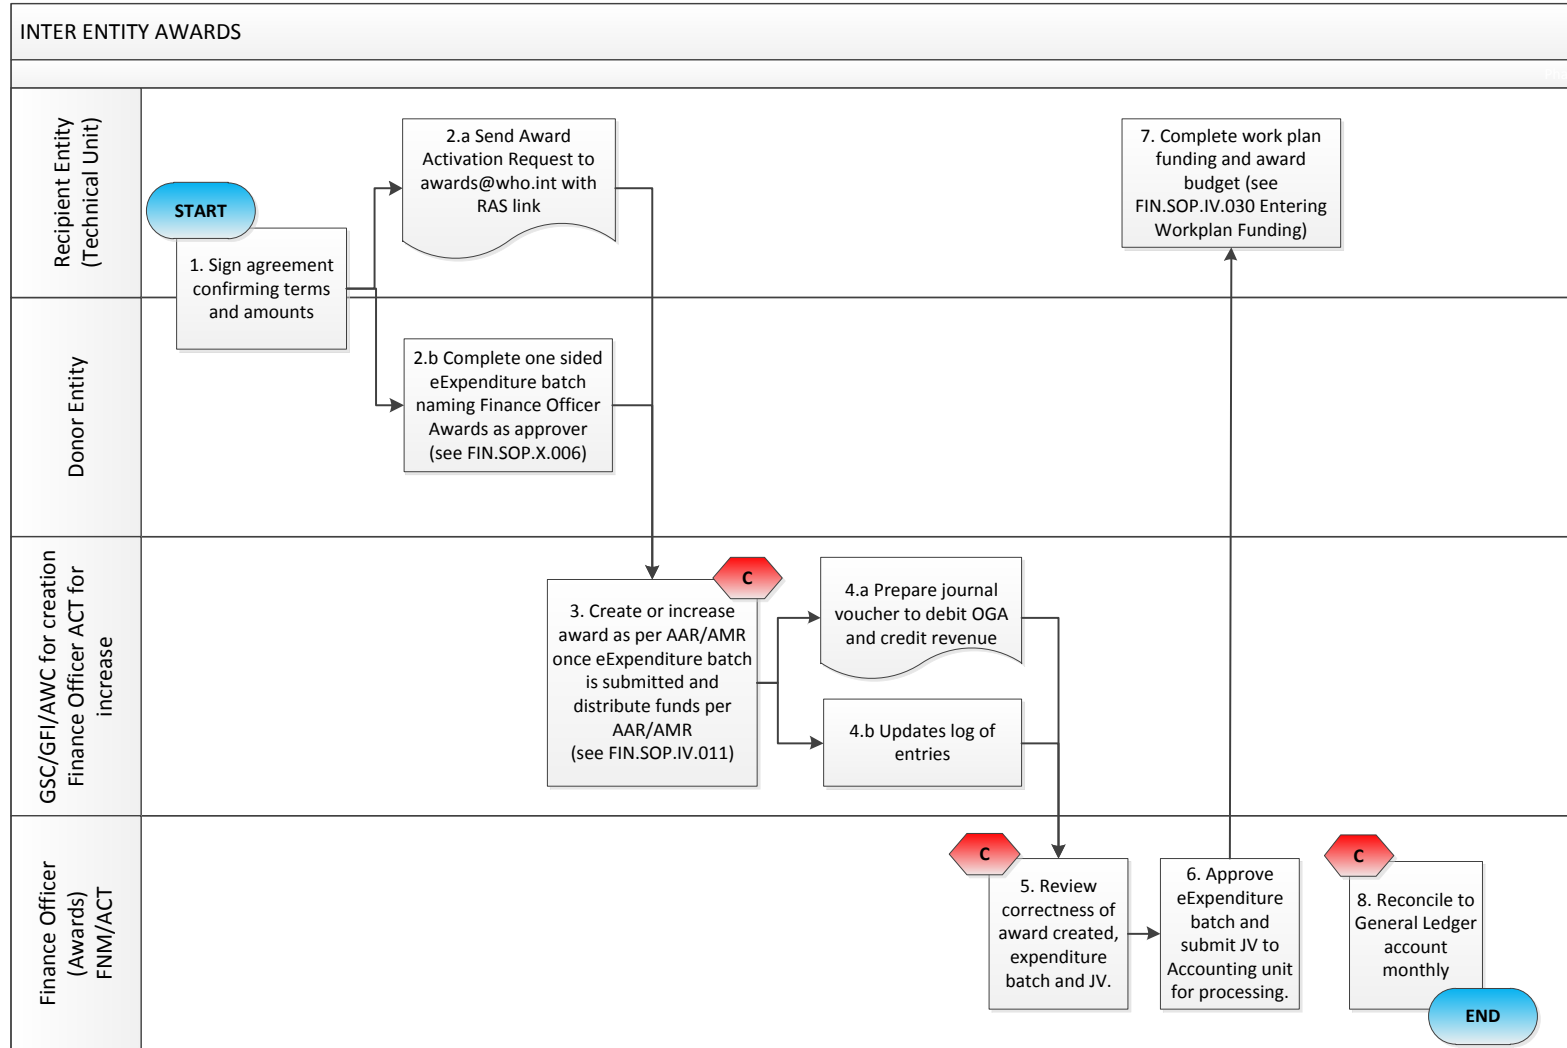 INTER ENTITY AWARDS
Recipient Entity
(Technical Unit)
START
1. Sign agreement
confirming terms
and amounts
2.a Send Award
Activation Request to
awards@who.int with
RAS link
7. Complete work plan
funding and award
budget (see
FIN.SOP.IV.030 Entering
Workplan Funding)
Donor Entity
2.b Complete one sided
eExpenditure batch
naming Finance Officer
Awards as approver
(see FIN.SOP.X.006)
GSC/GFI/AWC for creation
Finance Officer ACT for
increase
C
3. Create or increase
award as per AAR/AMR
once eExpenditure batch
is submitted and
distribute funds per
AAR/AMR
(see FIN.SOP.IV.011)
4.a Prepare journal
voucher to debit OGA
and credit revenue
4.b Updates log of
entries
Finance Officer
(Awards)
FNM/ACT
C
5. Review
correctness of
award created,
expenditure
batch and JV.
6. Approve
eExpenditure
batch and
submit JV to
Accounting unit
for processing.
C
8. Reconcile to
General Ledger
account
monthly
END